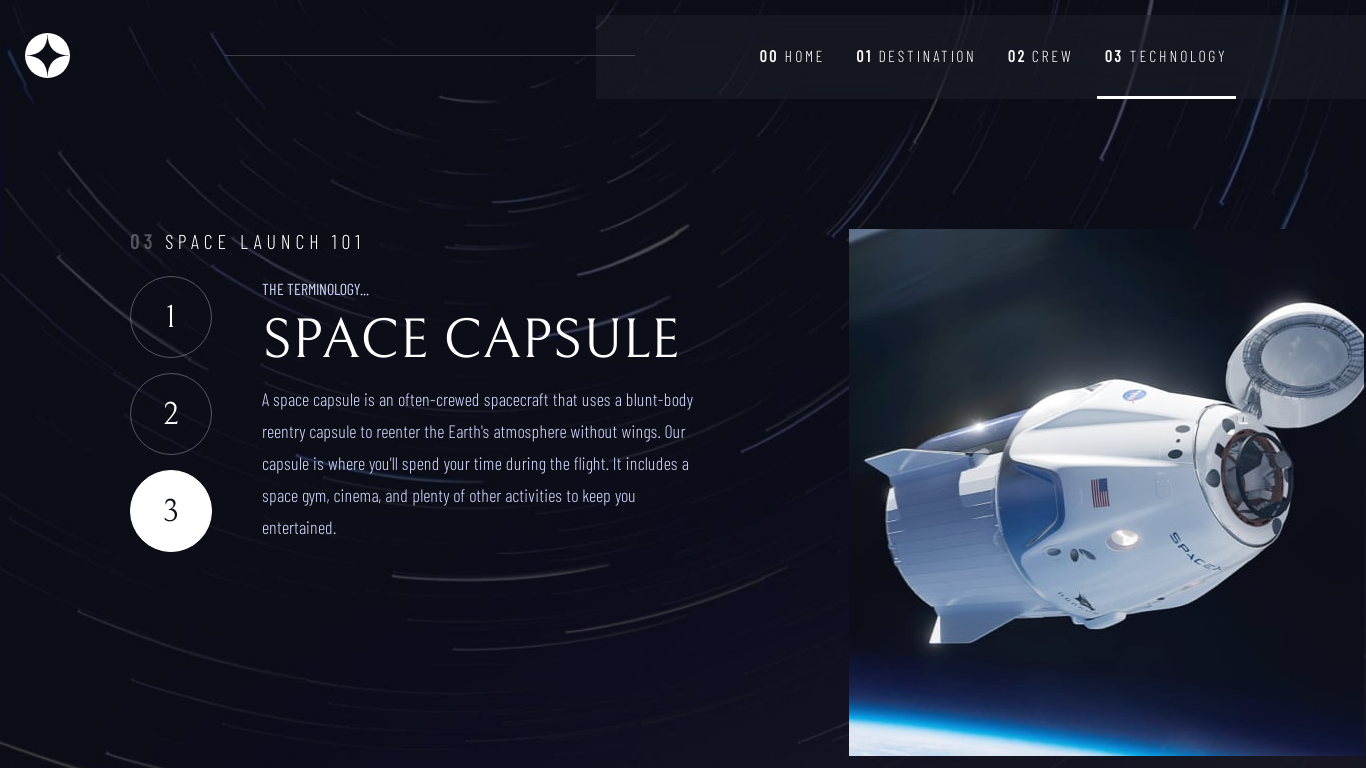 00 HOME 01 DESTINATION 02 CREW 03 TECHNOLOGY
03 SPACE LAUNCH 101
1
2
3
THE TERMINOLOGY...
SPACE CAPSULE
A space capsule is an often-crewed spacecraft that uses a blunt-body
reentry capsule to reenter the Earth's atmosphere without wings. Our
capsule is where you'll spend your time during the flight. It includes a
space gym, cinema, and plenty of other activities to keep you
entertained.
SPACEX